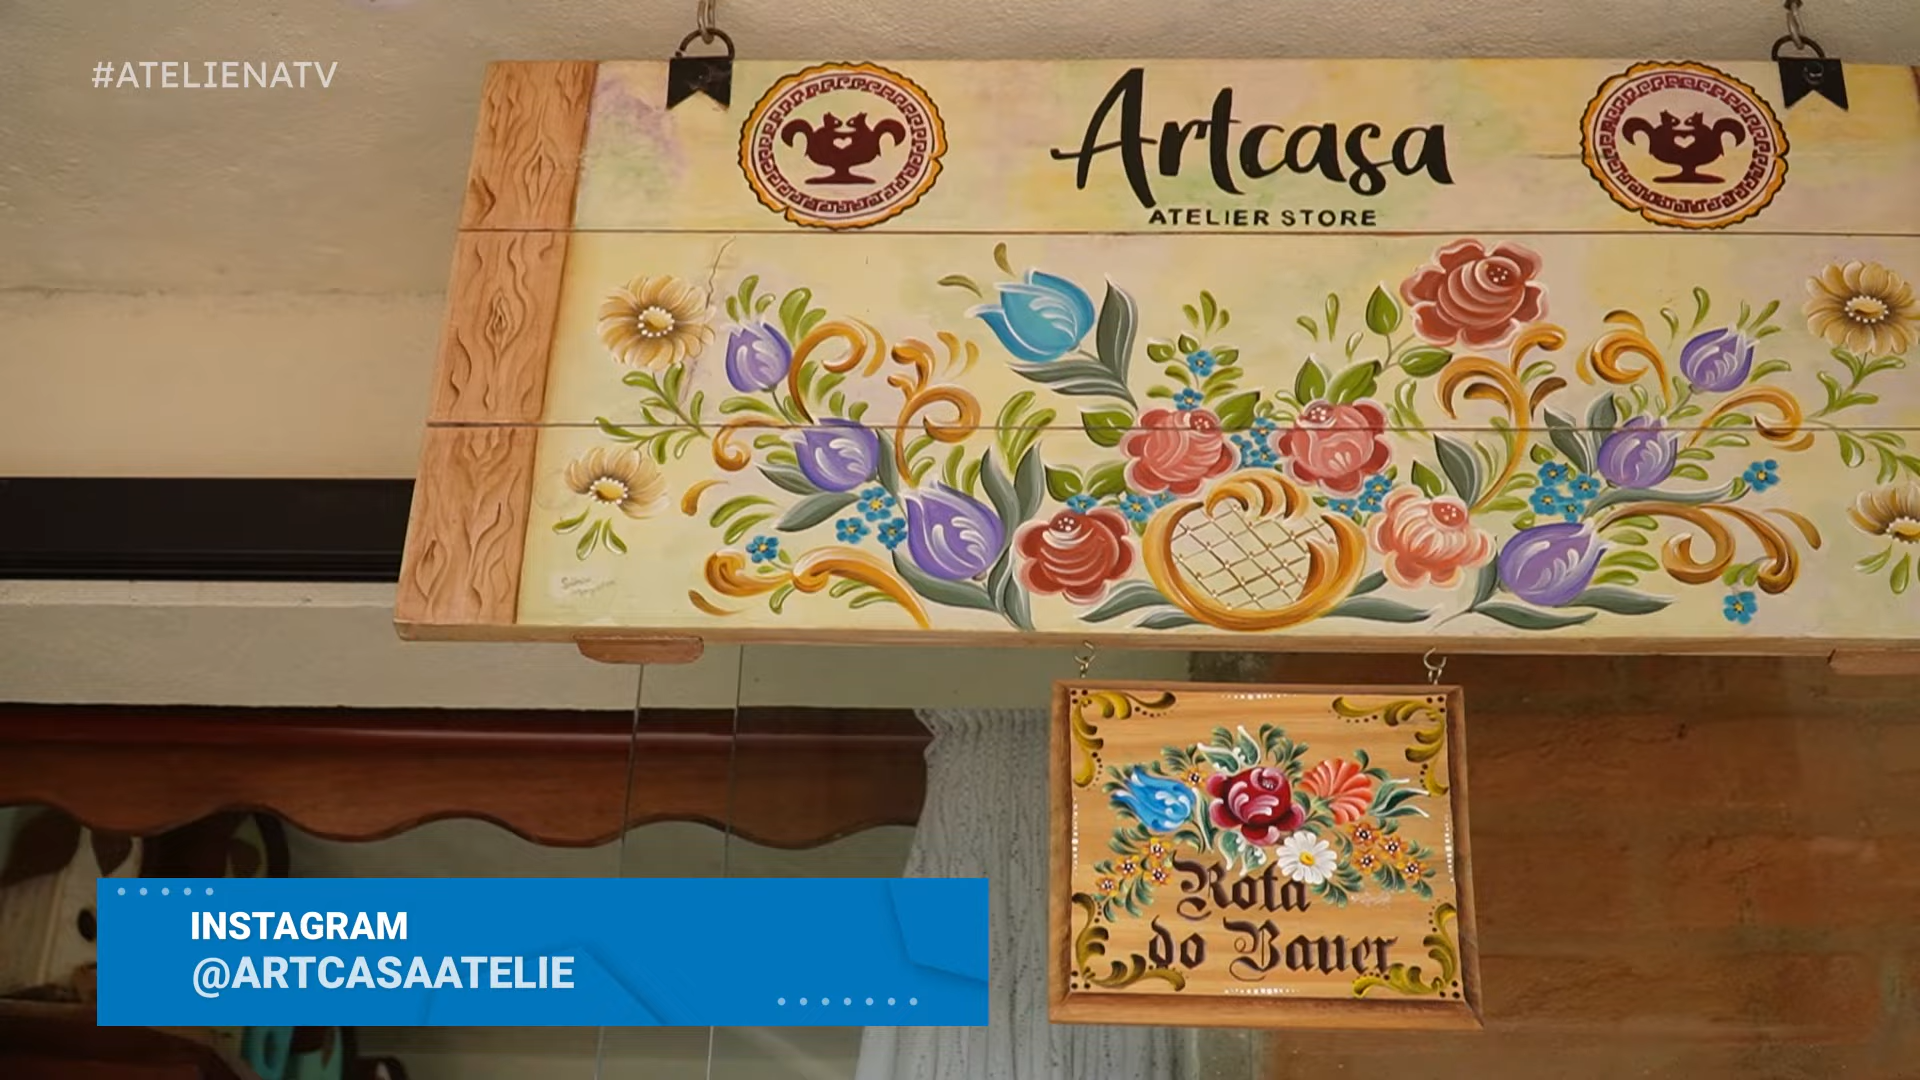 #ATELIENATV
Artcasa
ATELIER STORE
Rota
do Bauer
INSTAGRAM
@ARTCASAATELIE